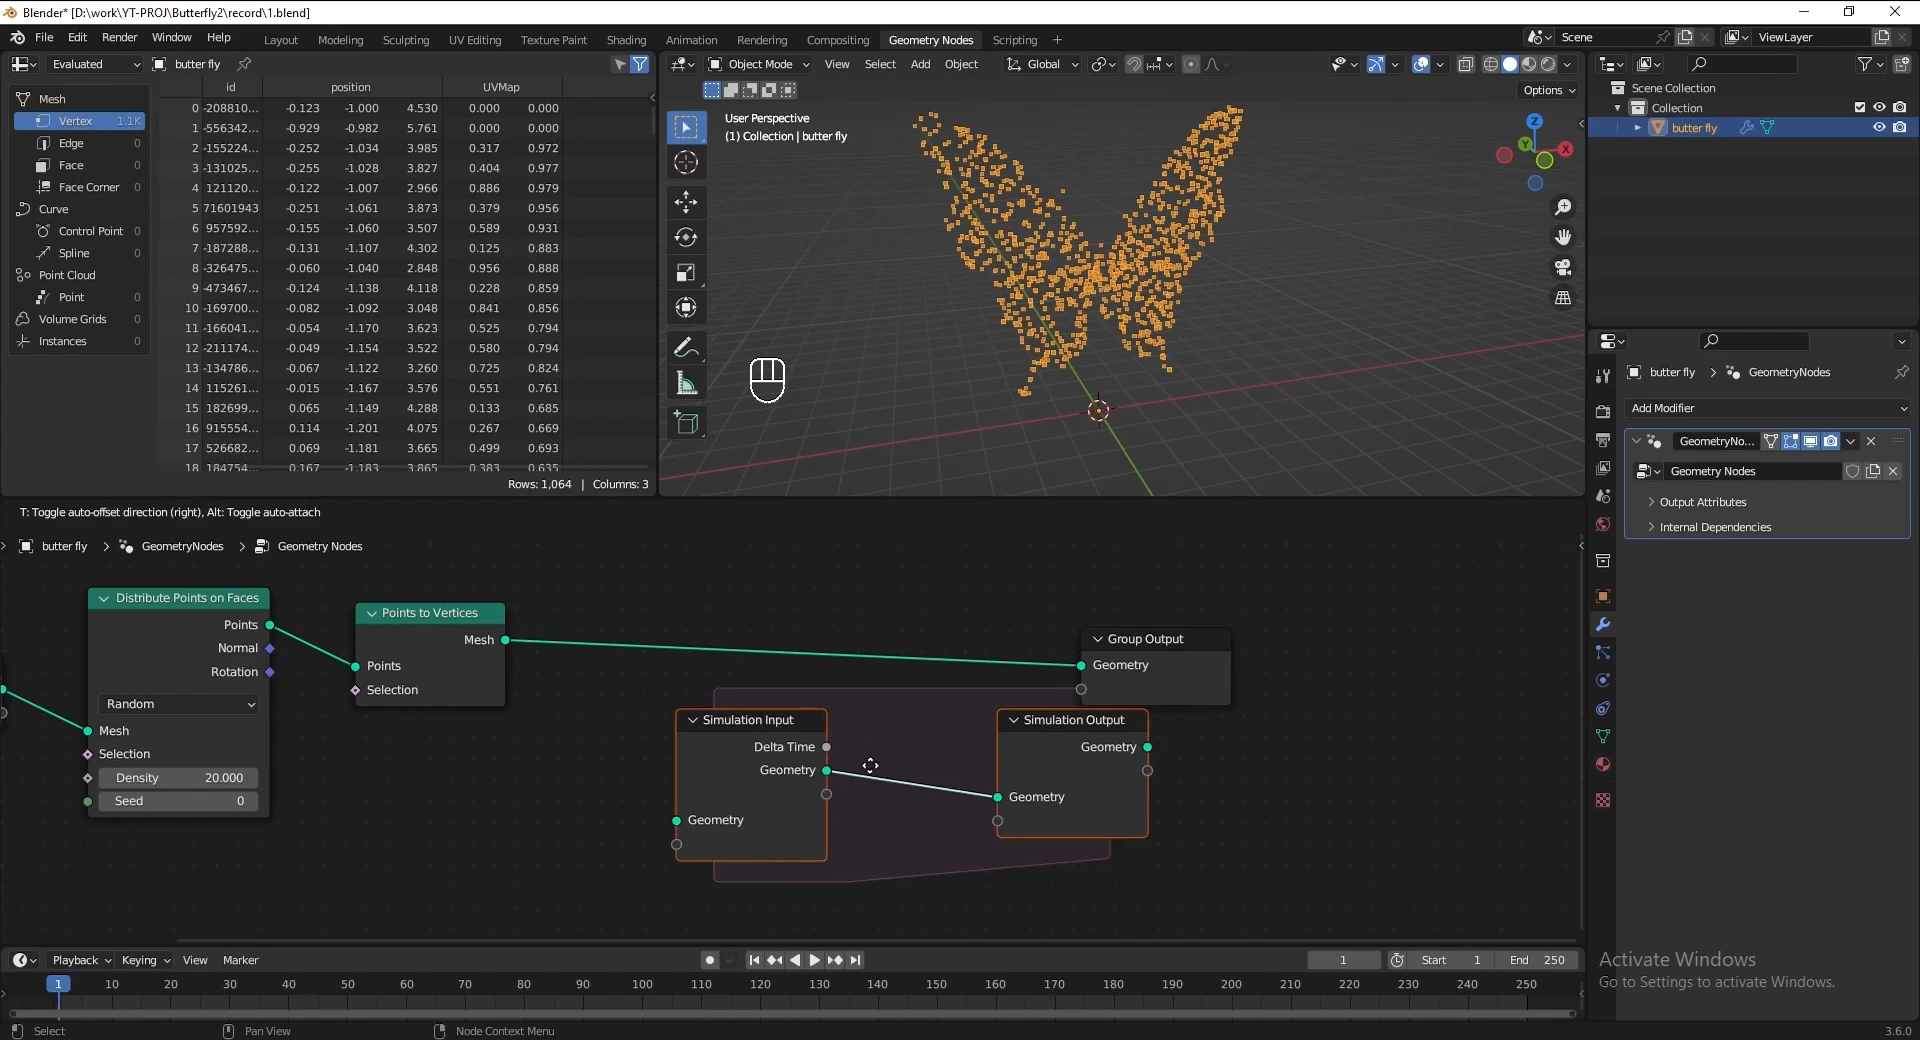 Blender* [D:\work\YT-PROJ\Butterfly2\record\1.blend]
File Edit Render Window Help Layout Modeling Sculpting UV Editing Texture Paint Shading Animation Rendering Compositing Geometry Nodes Scripting + Scene ViewLayer
Evaluated butter fly
id position UVMap
Mesh
Vertex 1.1K
Edge 0
Face 0
Face Corner 0
Curve
Control Point 0
Spline 0
Point Cloud
Point 0
Volume Grids 0
Instances 0
0 -208810... -0.123 -1.000 4.530 0.000 0.000
1 -556342... -0.929 -0.982 5.761 0.000 0.000
2 -155224... -0.252 -1.034 3.985 0.317 0.972
3 -131025... -0.255 -1.028 3.827 0.404 0.977
4 121120... -0.122 -1.007 2.966 0.886 0.979
5 71601943 -0.251 -1.061 3.873 0.379 0.956
6 957592... -0.155 -1.060 3.507 0.589 0.931
7 -187288... -0.131 -1.107 4.302 0.125 0.883
8 -326475... -0.060 -1.040 2.848 0.956 0.888
9 -473467... -0.124 -1.138 4.118 0.228 0.859
10 -169700... -0.082 -1.092 3.048 0.841 0.856
11 -166041... -0.054 -1.170 3.623 0.525 0.794
12 -211174... -0.049 -1.154 3.522 0.580 0.794
13 -134786... -0.067 -1.122 3.260 0.725 0.824
14 115261... -0.015 -1.167 3.576 0.551 0.761
15 182699... 0.065 -1.149 4.288 0.133 0.685
16 915554... 0.114 -1.201 4.075 0.267 0.669
17 526682... 0.069 -1.181 3.665 0.499 0.693
18 184754... 0.167 -1.183 3.865 0.383 0.635
Rows: 1,064 | Columns: 3
Object Mode View Select Add Object Global
Options
User Perspective
(1) Collection | butter fly
Z
Y
X
Scene Collection
Collection
butter fly
butter fly > GeometryNodes
Add Modifier
GeometryNo...
Geometry Nodes
Output Attributes
Internal Dependencies
T: Toggle auto-offset direction (right), Alt: Toggle auto-attach
butter fly > GeometryNodes > Geometry Nodes
Distribute Points on Faces
Points
Normal
Rotation
Random
Mesh
Selection
Density 20.000
Seed 0
Points to Vertices
Mesh
Points
Selection
Group Output
Geometry
Simulation Input
Delta Time
Geometry
Geometry
Simulation Output
Geometry
Geometry
Activate Windows
Go to Settings to activate Windows.
Playback Keying View Marker 1 Start 1 End 250
1 10 20 30 40 50 60 70 80 90 100 110 120 130 140 150 160 170 180 190 200 210 220 230 240 250
Select Pan View Node Context Menu 3.6.0